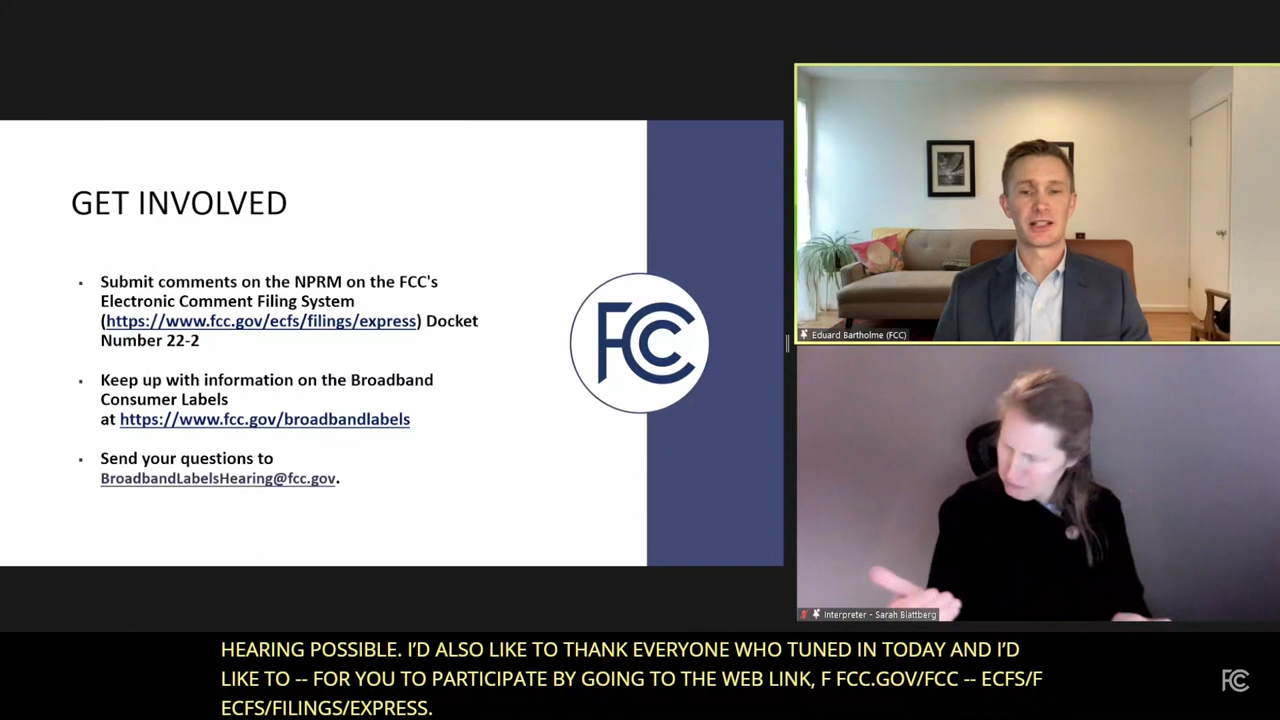 GET INVOLVED
▪ Submit comments on the NPRM on the FCC's
Electronic Comment Filing System
(https://www.fcc.gov/ecfs/filings/express) Docket
Number 22-2
▪ Keep up with information on the Broadband
Consumer Labels
at https://www.fcc.gov/broadbandlabels
▪ Send your questions to
BroadbandLabelsHearing@fcc.gov.
FCC
Eduard Bartholme (FCC)
Interpreter - Sarah Blattberg
HEARING POSSIBLE. I'D ALSO LIKE TO THANK EVERYONE WHO TUNED IN TODAY AND I'D
LIKE TO -- FOR YOU TO PARTICIPATE BY GOING TO THE WEB LINK, F FCC.GOV/FCC -- ECFS/F
ECFS/FILINGS/EXPRESS.
FCC